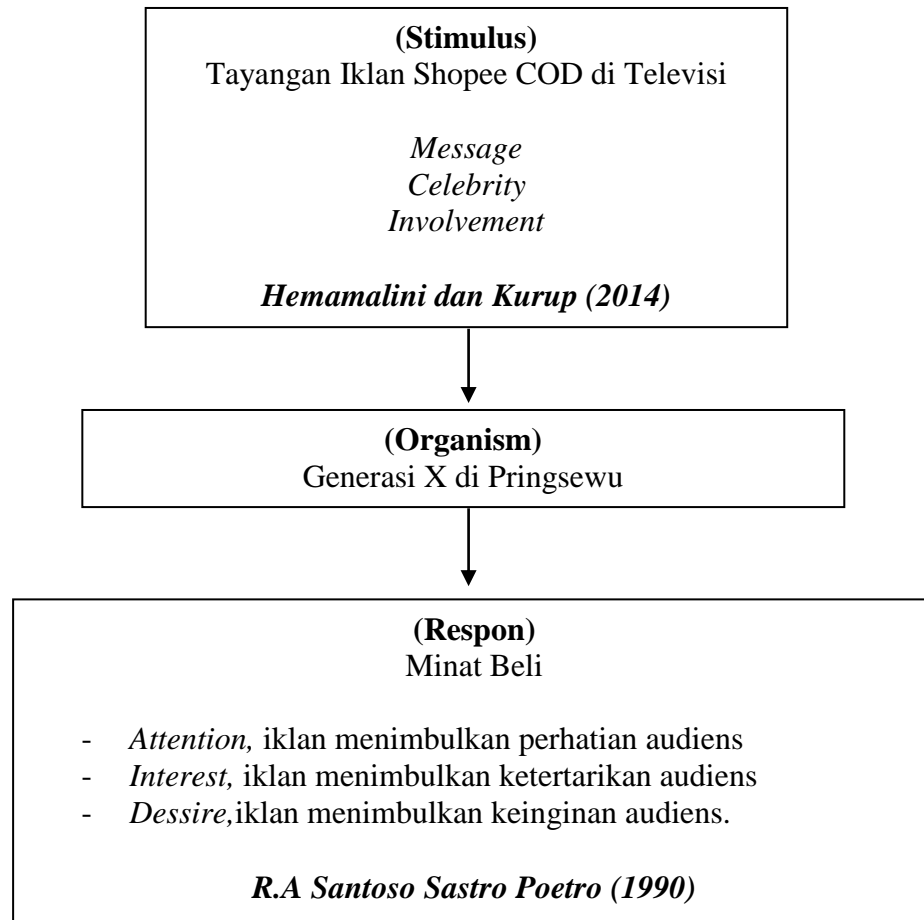 (Stimulus)
Tayangan Iklan Shopee COD di Televisi
Message
Celebrity
Involvement
Hemamalini dan Kurup (2014)
(Organism)
Generasi X di Pringsewu
(Respon)
Minat Beli
- Attention, iklan menimbulkan perhatian audiens
- Interest, iklan menimbulkan ketertarikan audiens
- Dessire,iklan menimbulkan keinginan audiens.
R.A Santoso Sastro Poetro (1990)